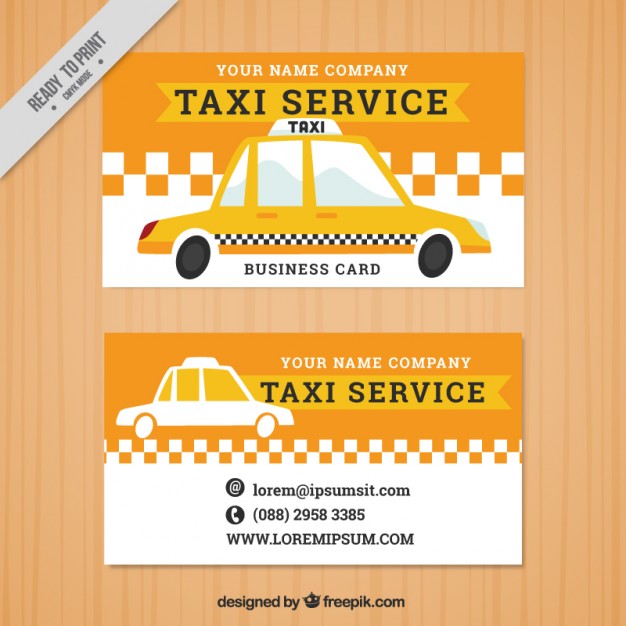 READY TO PRINT
CMYK MODE
YOUR NAME COMPANY
TAXI SERVICE
TAXI
BUSINESS CARD
YOUR NAME COMPANY
TAXI SERVICE
@ lorem@ipsumsit.com
(088) 2958 3385
WWW.LOREMIPSUM.COM
designed by freepik.com